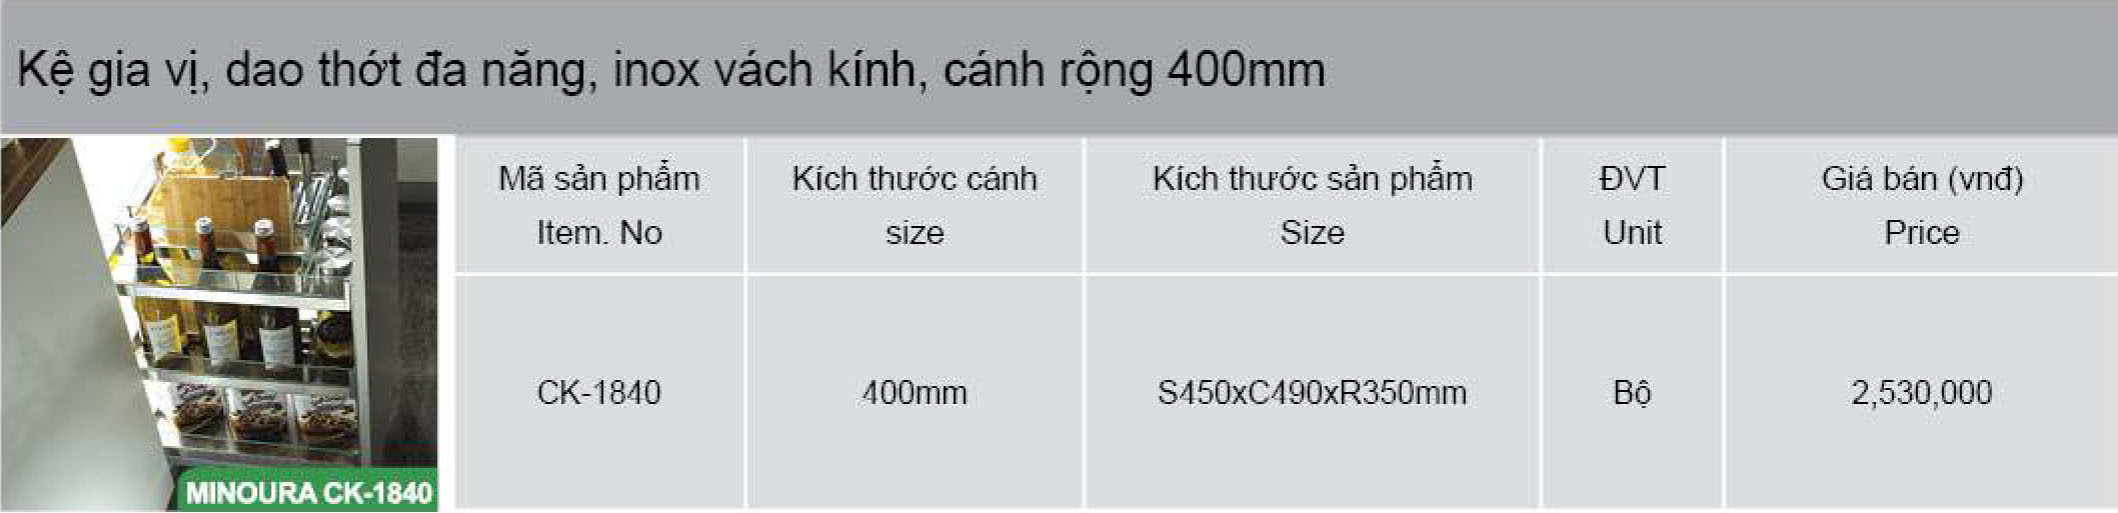 Kệ gia vị, dao thớt đa năng, inox vách kính, cánh rộng 400mm
Mã sản phẩm
Item. No
Kích thước cánh
size
Kích thước sản phẩm
Size
ĐVT
Unit
Giá bán (vnđ)
Price
CK-1840
400mm
S450xC490xR350mm
Bộ
2,530,000
MINOURA CK-1840